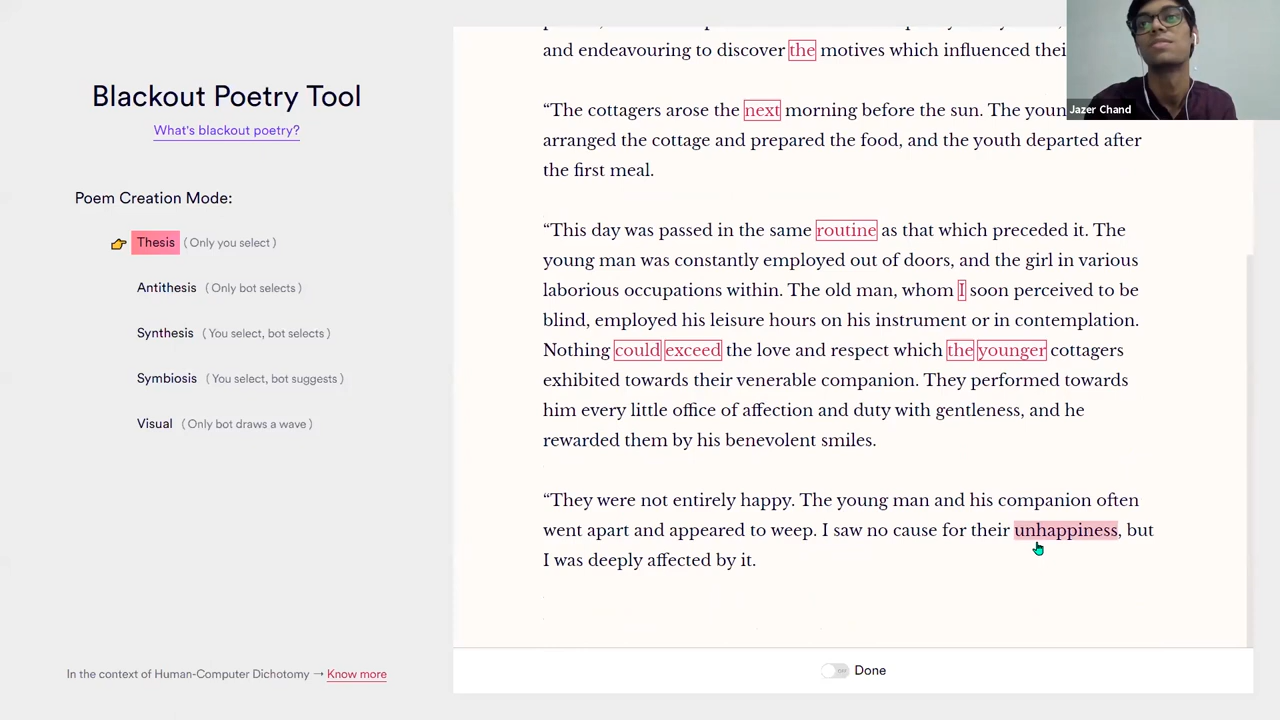 Blackout Poetry Tool
What's blackout poetry?
Poem Creation Mode:
👉 Thesis ( Only you select )
Antithesis ( Only bot selects )
Synthesis ( You select, bot selects )
Symbiosis ( You select, bot suggests )
Visual ( Only bot draws a wave )
In the context of Human-Computer Dichotomy → Know more
and endeavouring to discover the motives which influenced thei
“The cottagers arose the next morning before the sun. The youn
arranged the cottage and prepared the food, and the youth departed after
the first meal.
“This day was passed in the same routine as that which preceded it. The
young man was constantly employed out of doors, and the girl in various
laborious occupations within. The old man, whom I soon perceived to be
blind, employed his leisure hours on his instrument or in contemplation.
Nothing could exceed the love and respect which the younger cottagers
exhibited towards their venerable companion. They performed towards
him every little office of affection and duty with gentleness, and he
rewarded them by his benevolent smiles.
“They were not entirely happy. The young man and his companion often
went apart and appeared to weep. I saw no cause for their unhappiness, but
I was deeply affected by it.
Done
Jazer Chand